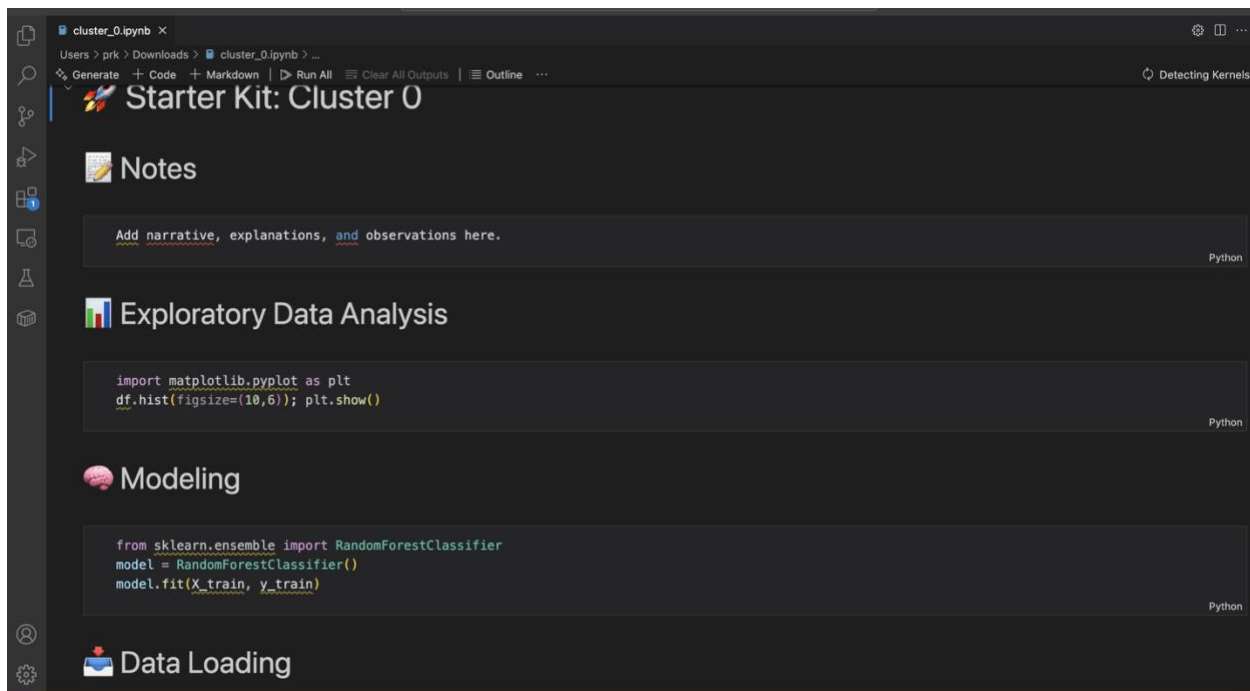 cluster_0.ipynb
Users > prk > Downloads > cluster_0.ipynb > ...
Generate + Code + Markdown | Run All Clear All Outputs | Outline ...
Detecting Kernels
🚀 Starter Kit: Cluster 0
📝 Notes
Add narrative, explanations, and observations here.
Python
📊 Exploratory Data Analysis
import matplotlib.pyplot as plt
df.hist(figsize=(10,6)); plt.show()
Python
🧠 Modeling
from sklearn.ensemble import RandomForestClassifier
model = RandomForestClassifier()
model.fit(X_train, y_train)
Python
📥 Data Loading
1